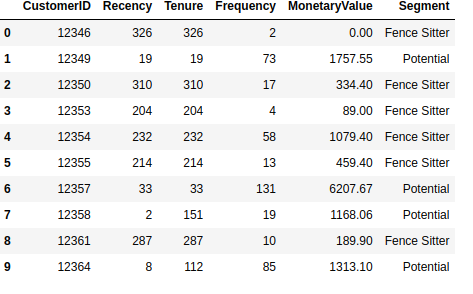 CustomerID Recency Tenure Frequency MonetaryValue Segment
0 12346 326 326 2 0.00 Fence Sitter
1 12349 19 19 73 1757.55 Potential
2 12350 310 310 17 334.40 Fence Sitter
3 12353 204 204 4 89.00 Fence Sitter
4 12354 232 232 58 1079.40 Fence Sitter
5 12355 214 214 13 459.40 Fence Sitter
6 12357 33 33 131 6207.67 Potential
7 12358 2 151 19 1168.06 Potential
8 12361 287 287 10 189.90 Fence Sitter
9 12364 8 112 85 1313.10 Potential